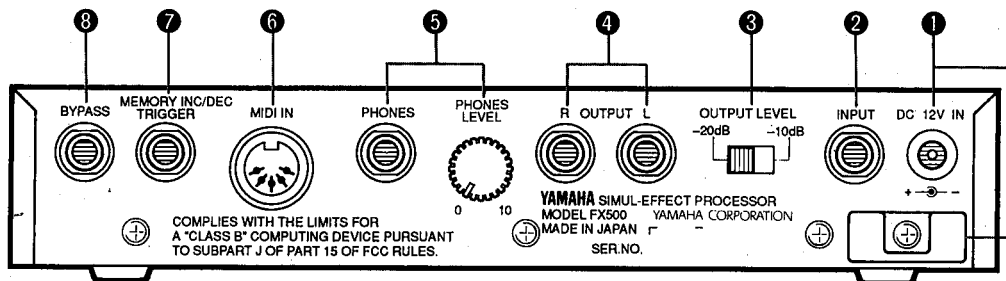 8 7 6 5 4 3 2 1
BYPASS
MEMORY INC/DEC
TRIGGER
MIDI IN
PHONES
PHONES
LEVEL
R OUTPUT L
OUTPUT LEVEL
-20dB -10dB
INPUT
DC 12V IN
+ -
0 10
YAMAHA SIMUL-EFFECT PROCESSOR
MODEL FX500 YAMAHA CORPORATION
MADE IN JAPAN
SER.NO.
COMPLIES WITH THE LIMITS FOR
A "CLASS B" COMPUTING DEVICE PURSUANT
TO SUBPART J OF PART 15 OF FCC RULES.